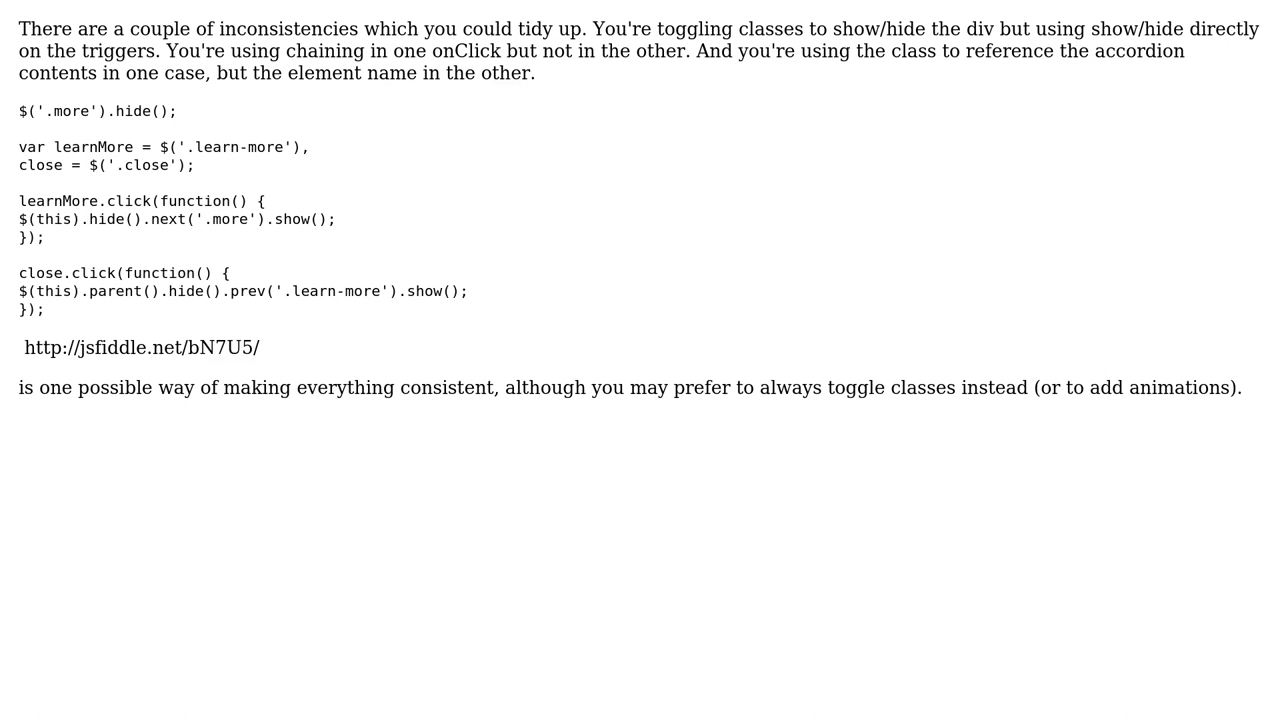 There are a couple of inconsistencies which you could tidy up. You're toggling classes to show/hide the div but using show/hide directly
on the triggers. You're using chaining in one onClick but not in the other. And you're using the class to reference the accordion
contents in one case, but the element name in the other.
$('.more').hide();
var learnMore = $('.learn-more'),
close = $('.close');
learnMore.click(function() {
$(this).hide().next('.more').show();
});
close.click(function() {
$(this).parent().hide().prev('.learn-more').show();
});
http://jsfiddle.net/bN7U5/
is one possible way of making everything consistent, although you may prefer to always toggle classes instead (or to add animations).